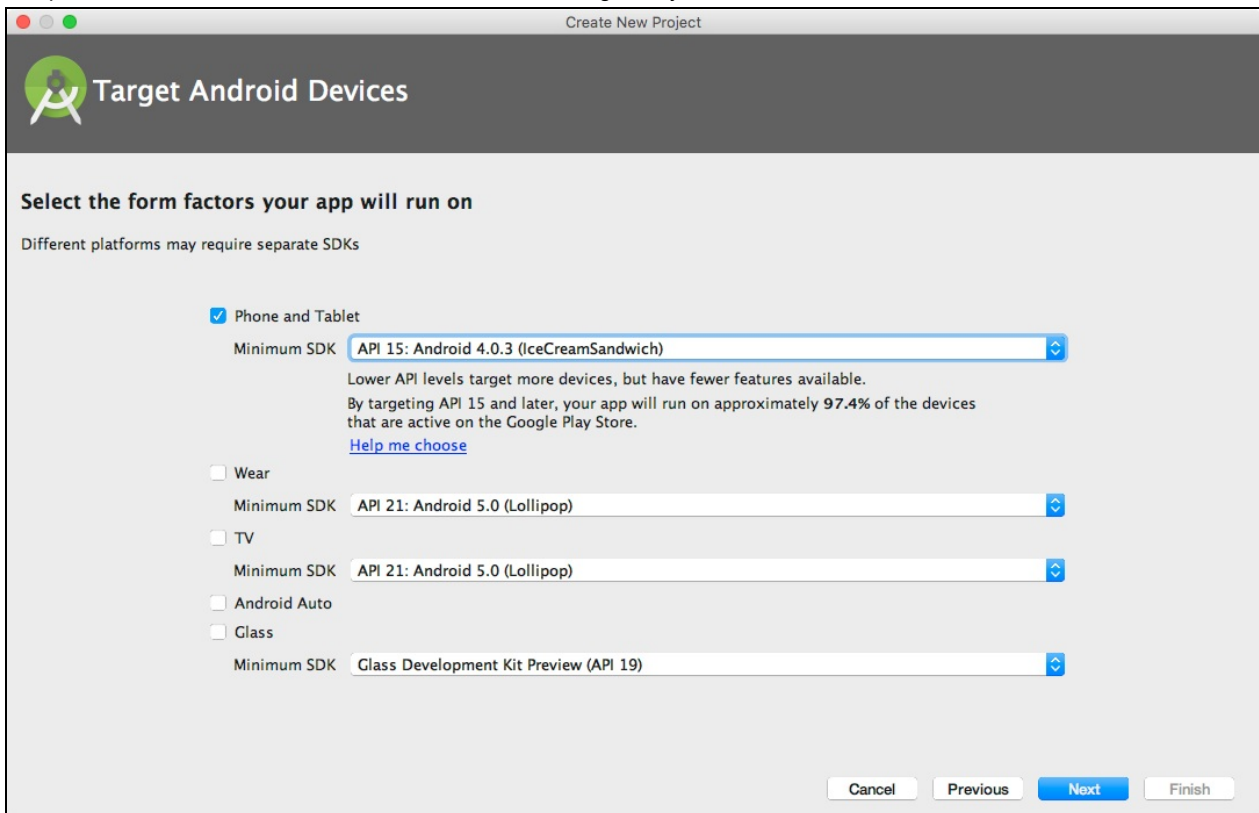 Create New Project
Target Android Devices
Select the form factors your app will run on
Different platforms may require separate SDKs
Phone and Tablet
Minimum SDK API 15: Android 4.0.3 (IceCreamSandwich)
Lower API levels target more devices, but have fewer features available.
By targeting API 15 and later, your app will run on approximately 97.4% of the devices
that are active on the Google Play Store.
Help me choose
Wear
Minimum SDK API 21: Android 5.0 (Lollipop)
TV
Minimum SDK API 21: Android 5.0 (Lollipop)
Android Auto
Glass
Minimum SDK Glass Development Kit Preview (API 19)
Cancel Previous Next Finish